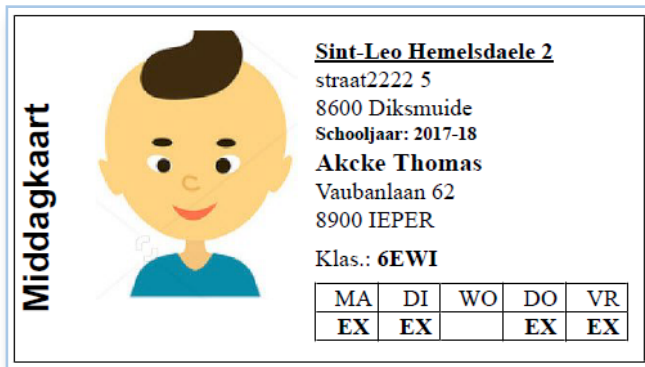 Middagkaart
Sint-Leo Hemelsdaele 2
straat2222 5
8600 Diksmuide
Schooljaar: 2017-18
Akcke Thomas
Vaubanlaan 62
8900 IEPER
Klas.: 6EWI
MA DI WO DO VR
EX EX EX EX